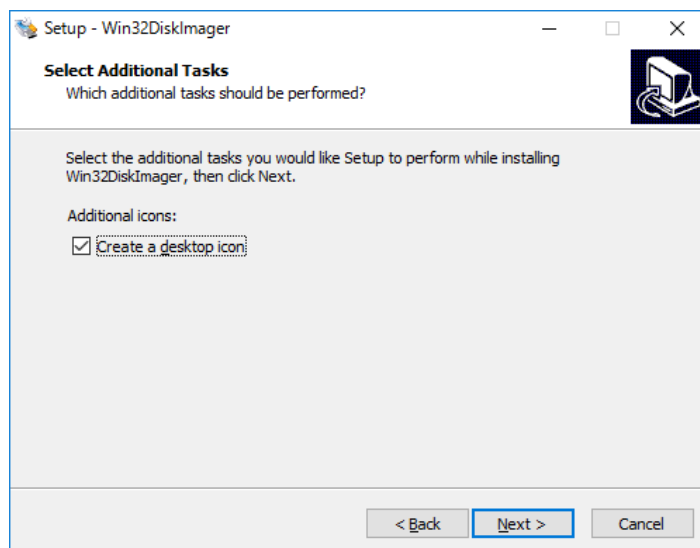 Setup - Win32DiskImager
Select Additional Tasks
Which additional tasks should be performed?
Select the additional tasks you would like Setup to perform while installing
Win32DiskImager, then click Next.
Additional icons:
Create a desktop icon
< Back Next > Cancel